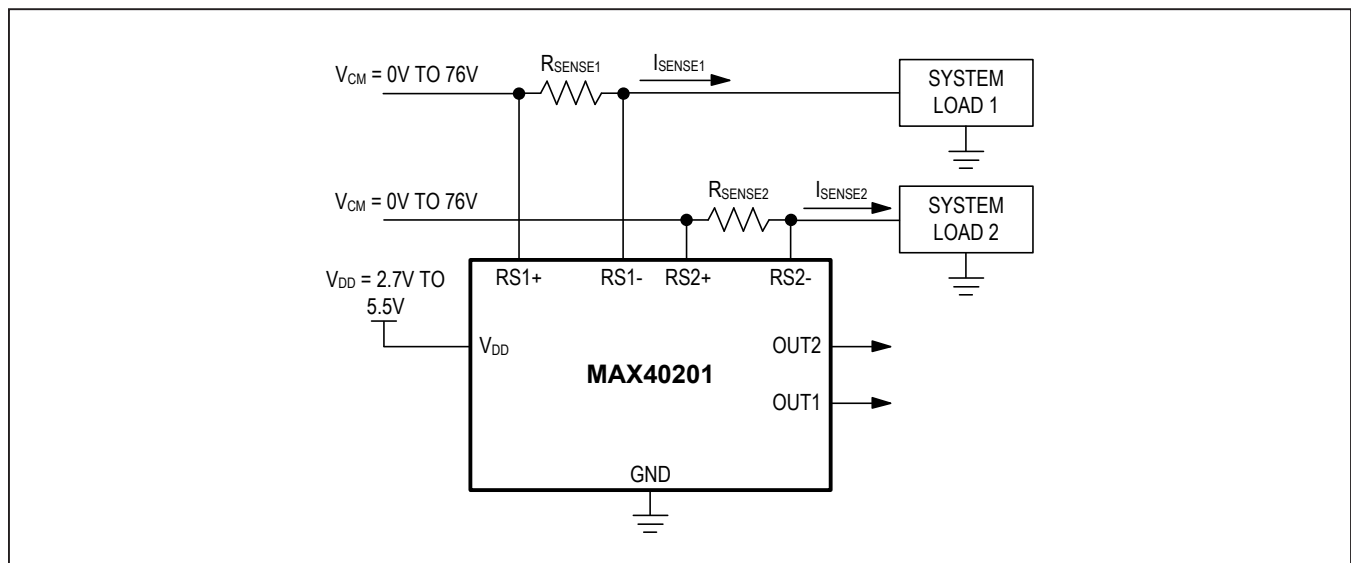 V_CM = 0V TO 76V
R_SENSE1
I_SENSE1
SYSTEM
LOAD 1
V_CM = 0V TO 76V
R_SENSE2
I_SENSE2
SYSTEM
LOAD 2
V_DD = 2.7V TO
5.5V
RS1+
RS1-
RS2+
RS2-
V_DD
OUT2
MAX40201
OUT1
GND